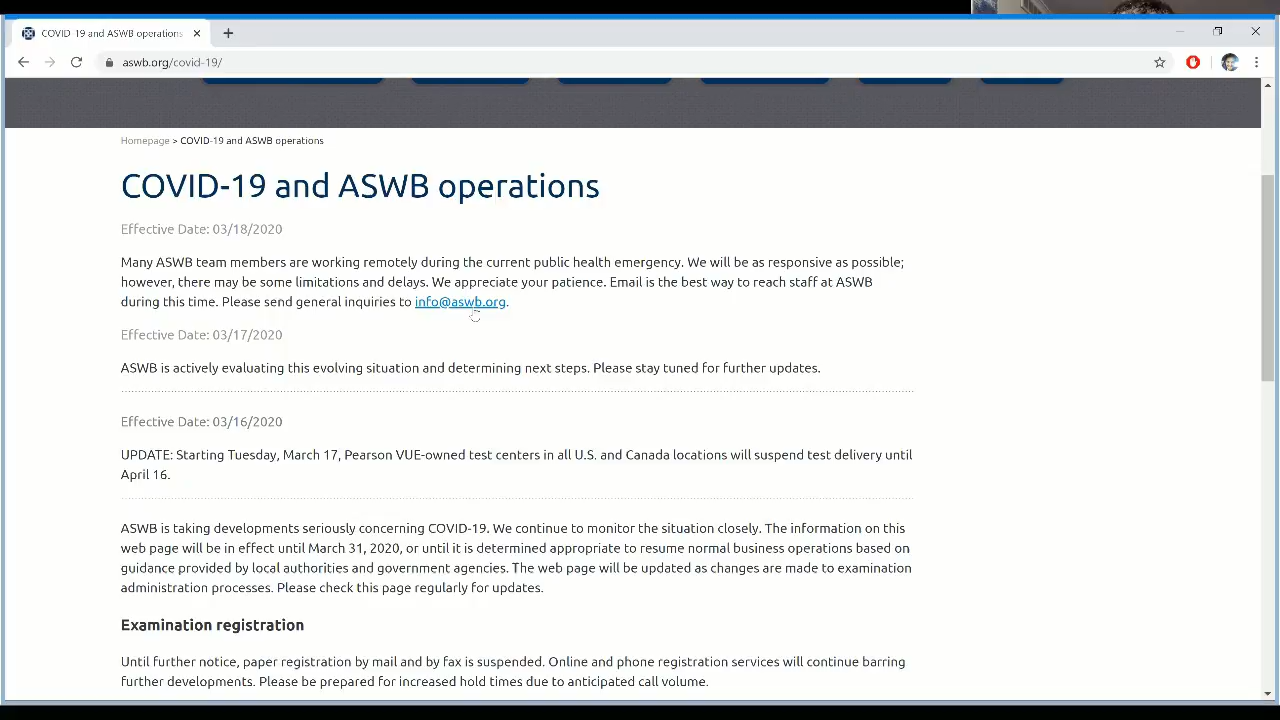 COVID-19 and ASWB operations
aswb.org/covid-19/
Homepage > COVID-19 and ASWB operations
COVID-19 and ASWB operations
Effective Date: 03/18/2020
Many ASWB team members are working remotely during the current public health emergency. We will be as responsive as possible;
however, there may be some limitations and delays. We appreciate your patience. Email is the best way to reach staff at ASWB
during this time. Please send general inquiries to info@aswb.org.
Effective Date: 03/17/2020
ASWB is actively evaluating this evolving situation and determining next steps. Please stay tuned for further updates.
Effective Date: 03/16/2020
UPDATE: Starting Tuesday, March 17, Pearson VUE-owned test centers in all U.S. and Canada locations will suspend test delivery until
April 16.
ASWB is taking developments seriously concerning COVID-19. We continue to monitor the situation closely. The information on this
web page will be in effect until March 31, 2020, or until it is determined appropriate to resume normal business operations based on
guidance provided by local authorities and government agencies. The web page will be updated as changes are made to examination
administration processes. Please check this page regularly for updates.
Examination registration
Until further notice, paper registration by mail and by fax is suspended. Online and phone registration services will continue barring
further developments. Please be prepared for increased hold times due to anticipated call volume.